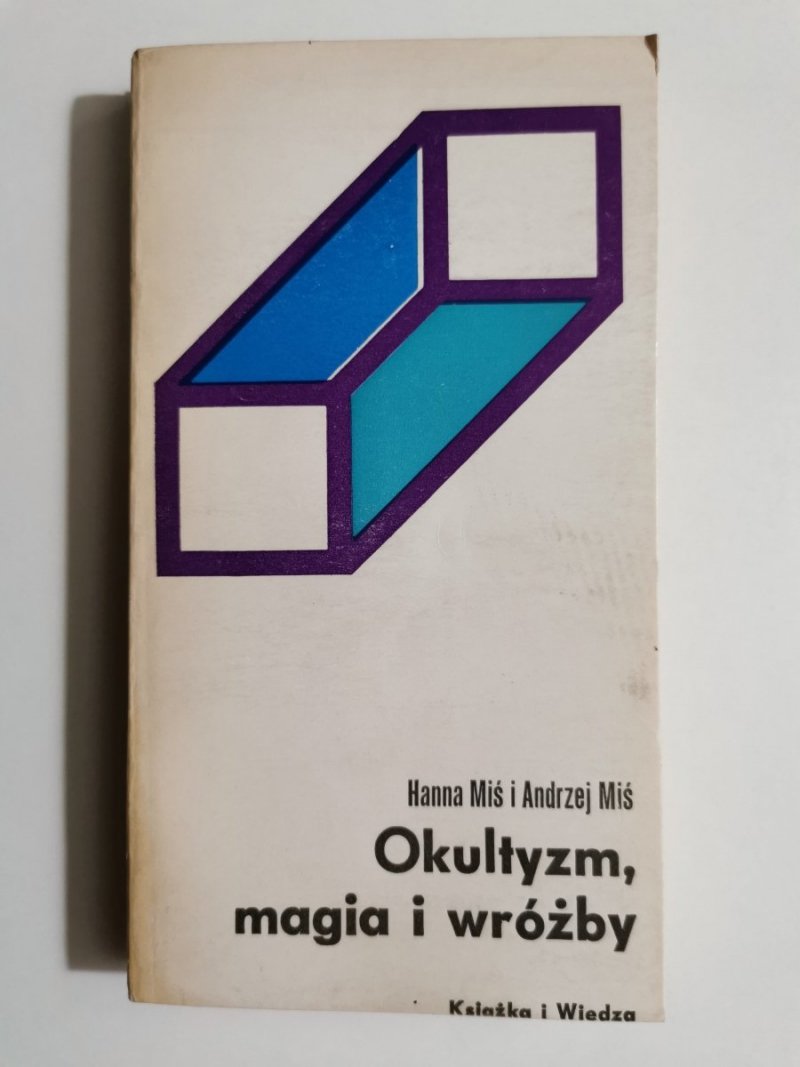 Hanna Miś i Andrzej Miś
Okultyzm,
magia i wróżby
Książka i Wiedza